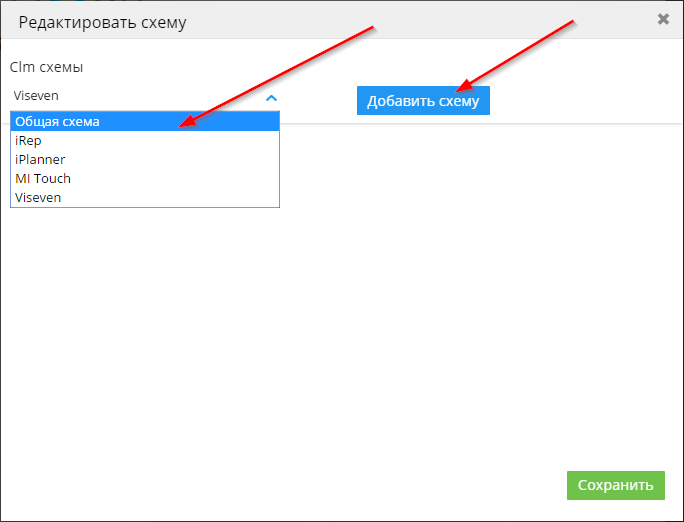 Редактировать схему
Clm схемы
Viseven
Добавить схему
Общая схема
iRep
iPlanner
MI Touch
Viseven
Сохранить